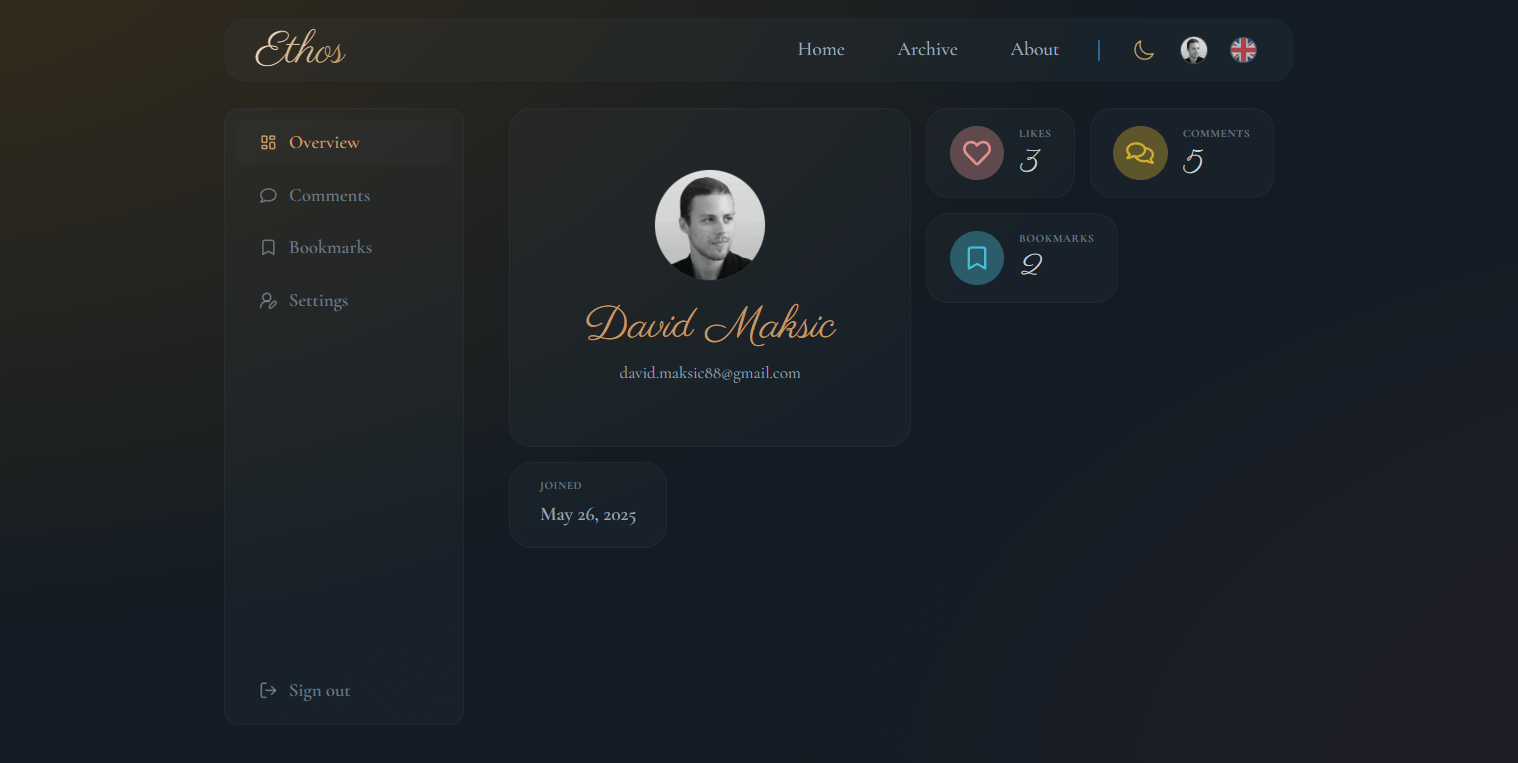 Ethos
Home
Archive
About
Overview
Comments
Bookmarks
Settings
Sign out
David Maksic
david.maksic88@gmail.com
JOINED
May 26, 2025
LIKES
3
COMMENTS
5
BOOKMARKS
2